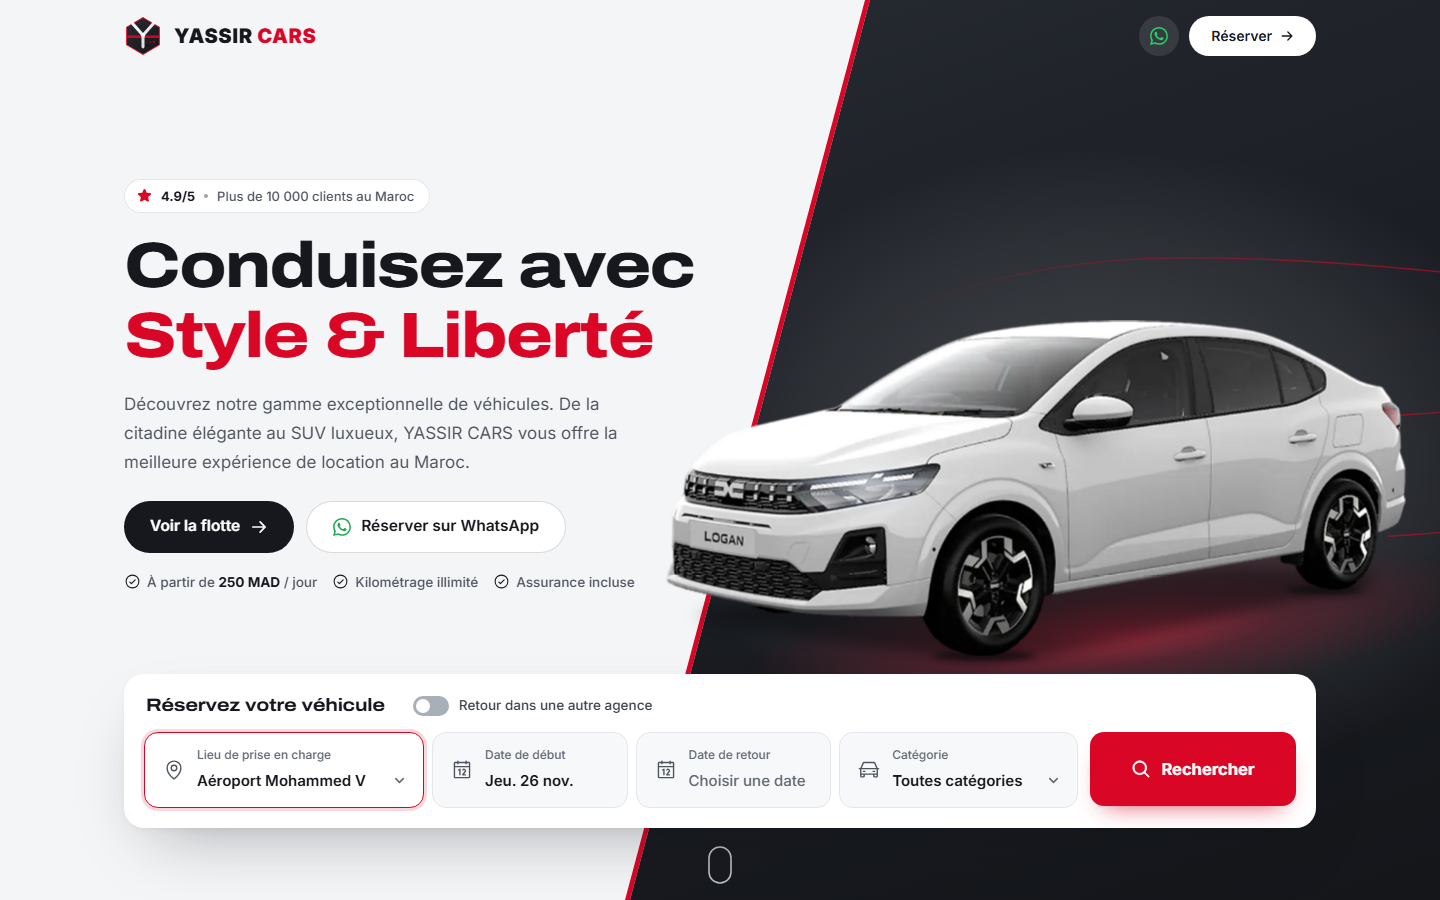 YASSIR CARS
Réserver
4.9/5 • Plus de 10 000 clients au Maroc
Conduisez avec
Style & Liberté
Découvrez notre gamme exceptionnelle de véhicules. De la
citadine élégante au SUV luxueux, YASSIR CARS vous offre la
meilleure expérience de location au Maroc.
Voir la flotte
Réserver sur WhatsApp
À partir de 250 MAD / jour
Kilométrage illimité
Assurance incluse
LOGAN
Réservez votre véhicule
Retour dans une autre agence
Lieu de prise en charge
Aéroport Mohammed V
12
Date de début
Jeu. 26 nov.
12
Date de retour
Choisir une date
Catégorie
Toutes catégories
Rechercher